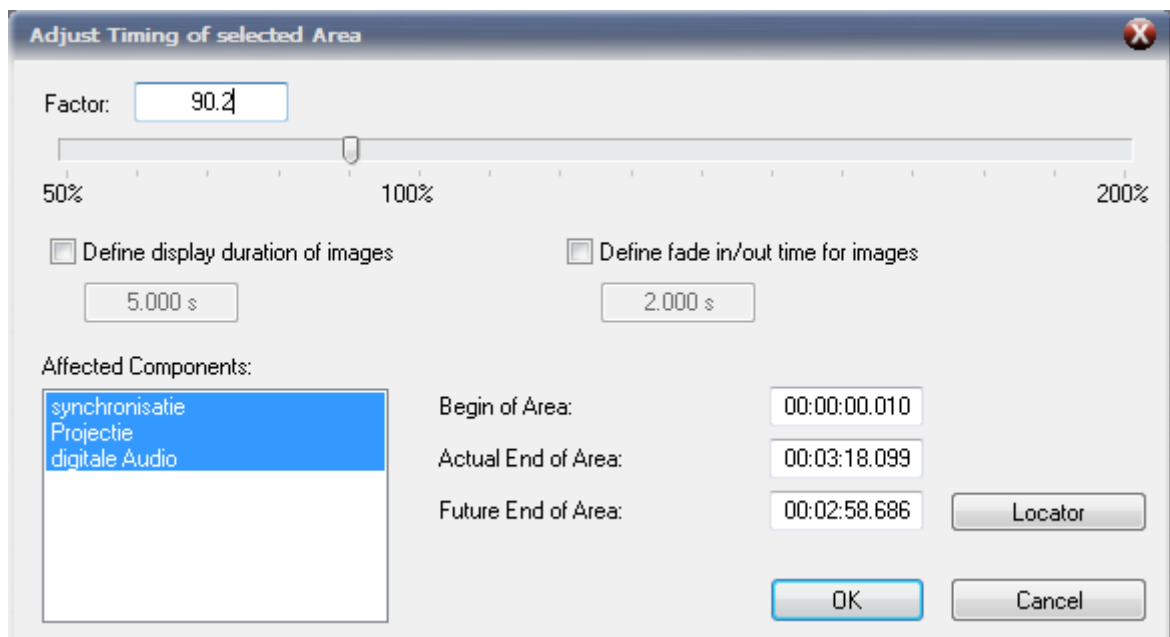 Adjust Timing of selected Area
Factor: 90.2
50% 100% 200%
Define display duration of images Define fade in/out time for images
5.000 s 2.000 s
Affected Components:
synchronisatie
Projectie
digitale Audio
Begin of Area: 00:00:00.010
Actual End of Area: 00:03:18.099
Future End of Area: 00:02:58.686 Locator
OK Cancel